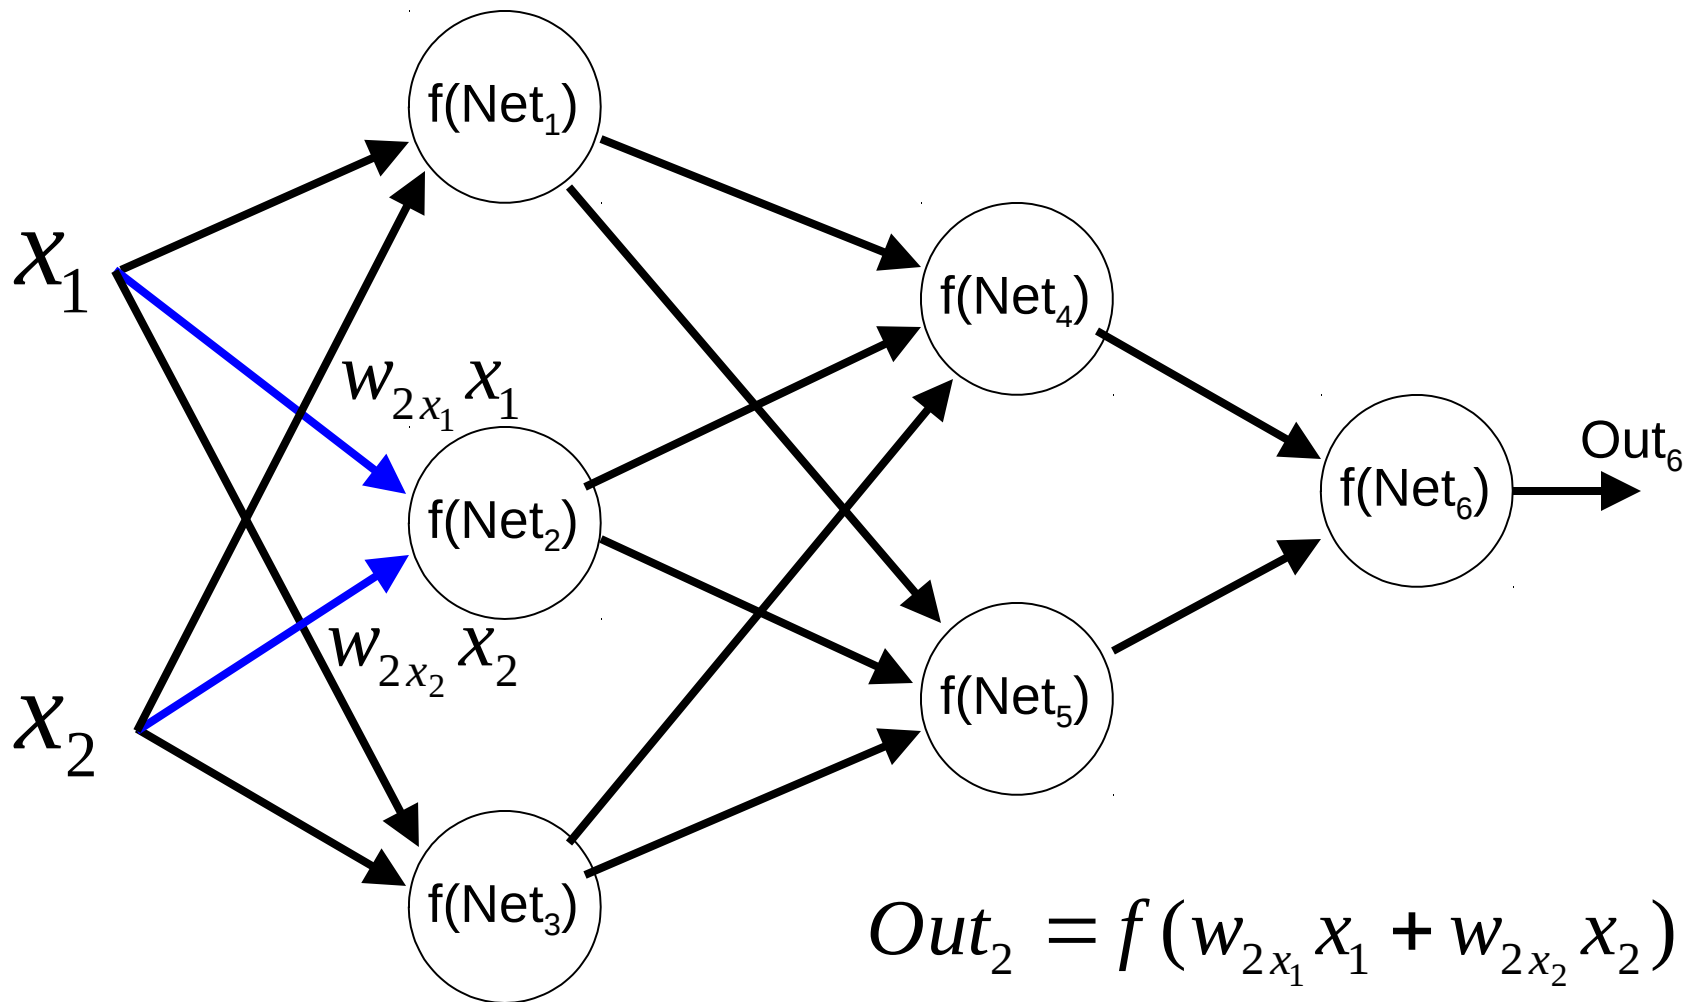 f(Net₁)
x₁
f(Net₄)
w₂ₓ₁ x₁
Out₆
f(Net₂)
f(Net₆)
w₂ₓ₂ x₂
x₂
f(Net₅)
f(Net₃)
Out₂ = f (w₂ₓ₁ x₁ + w₂ₓ₂ x₂)